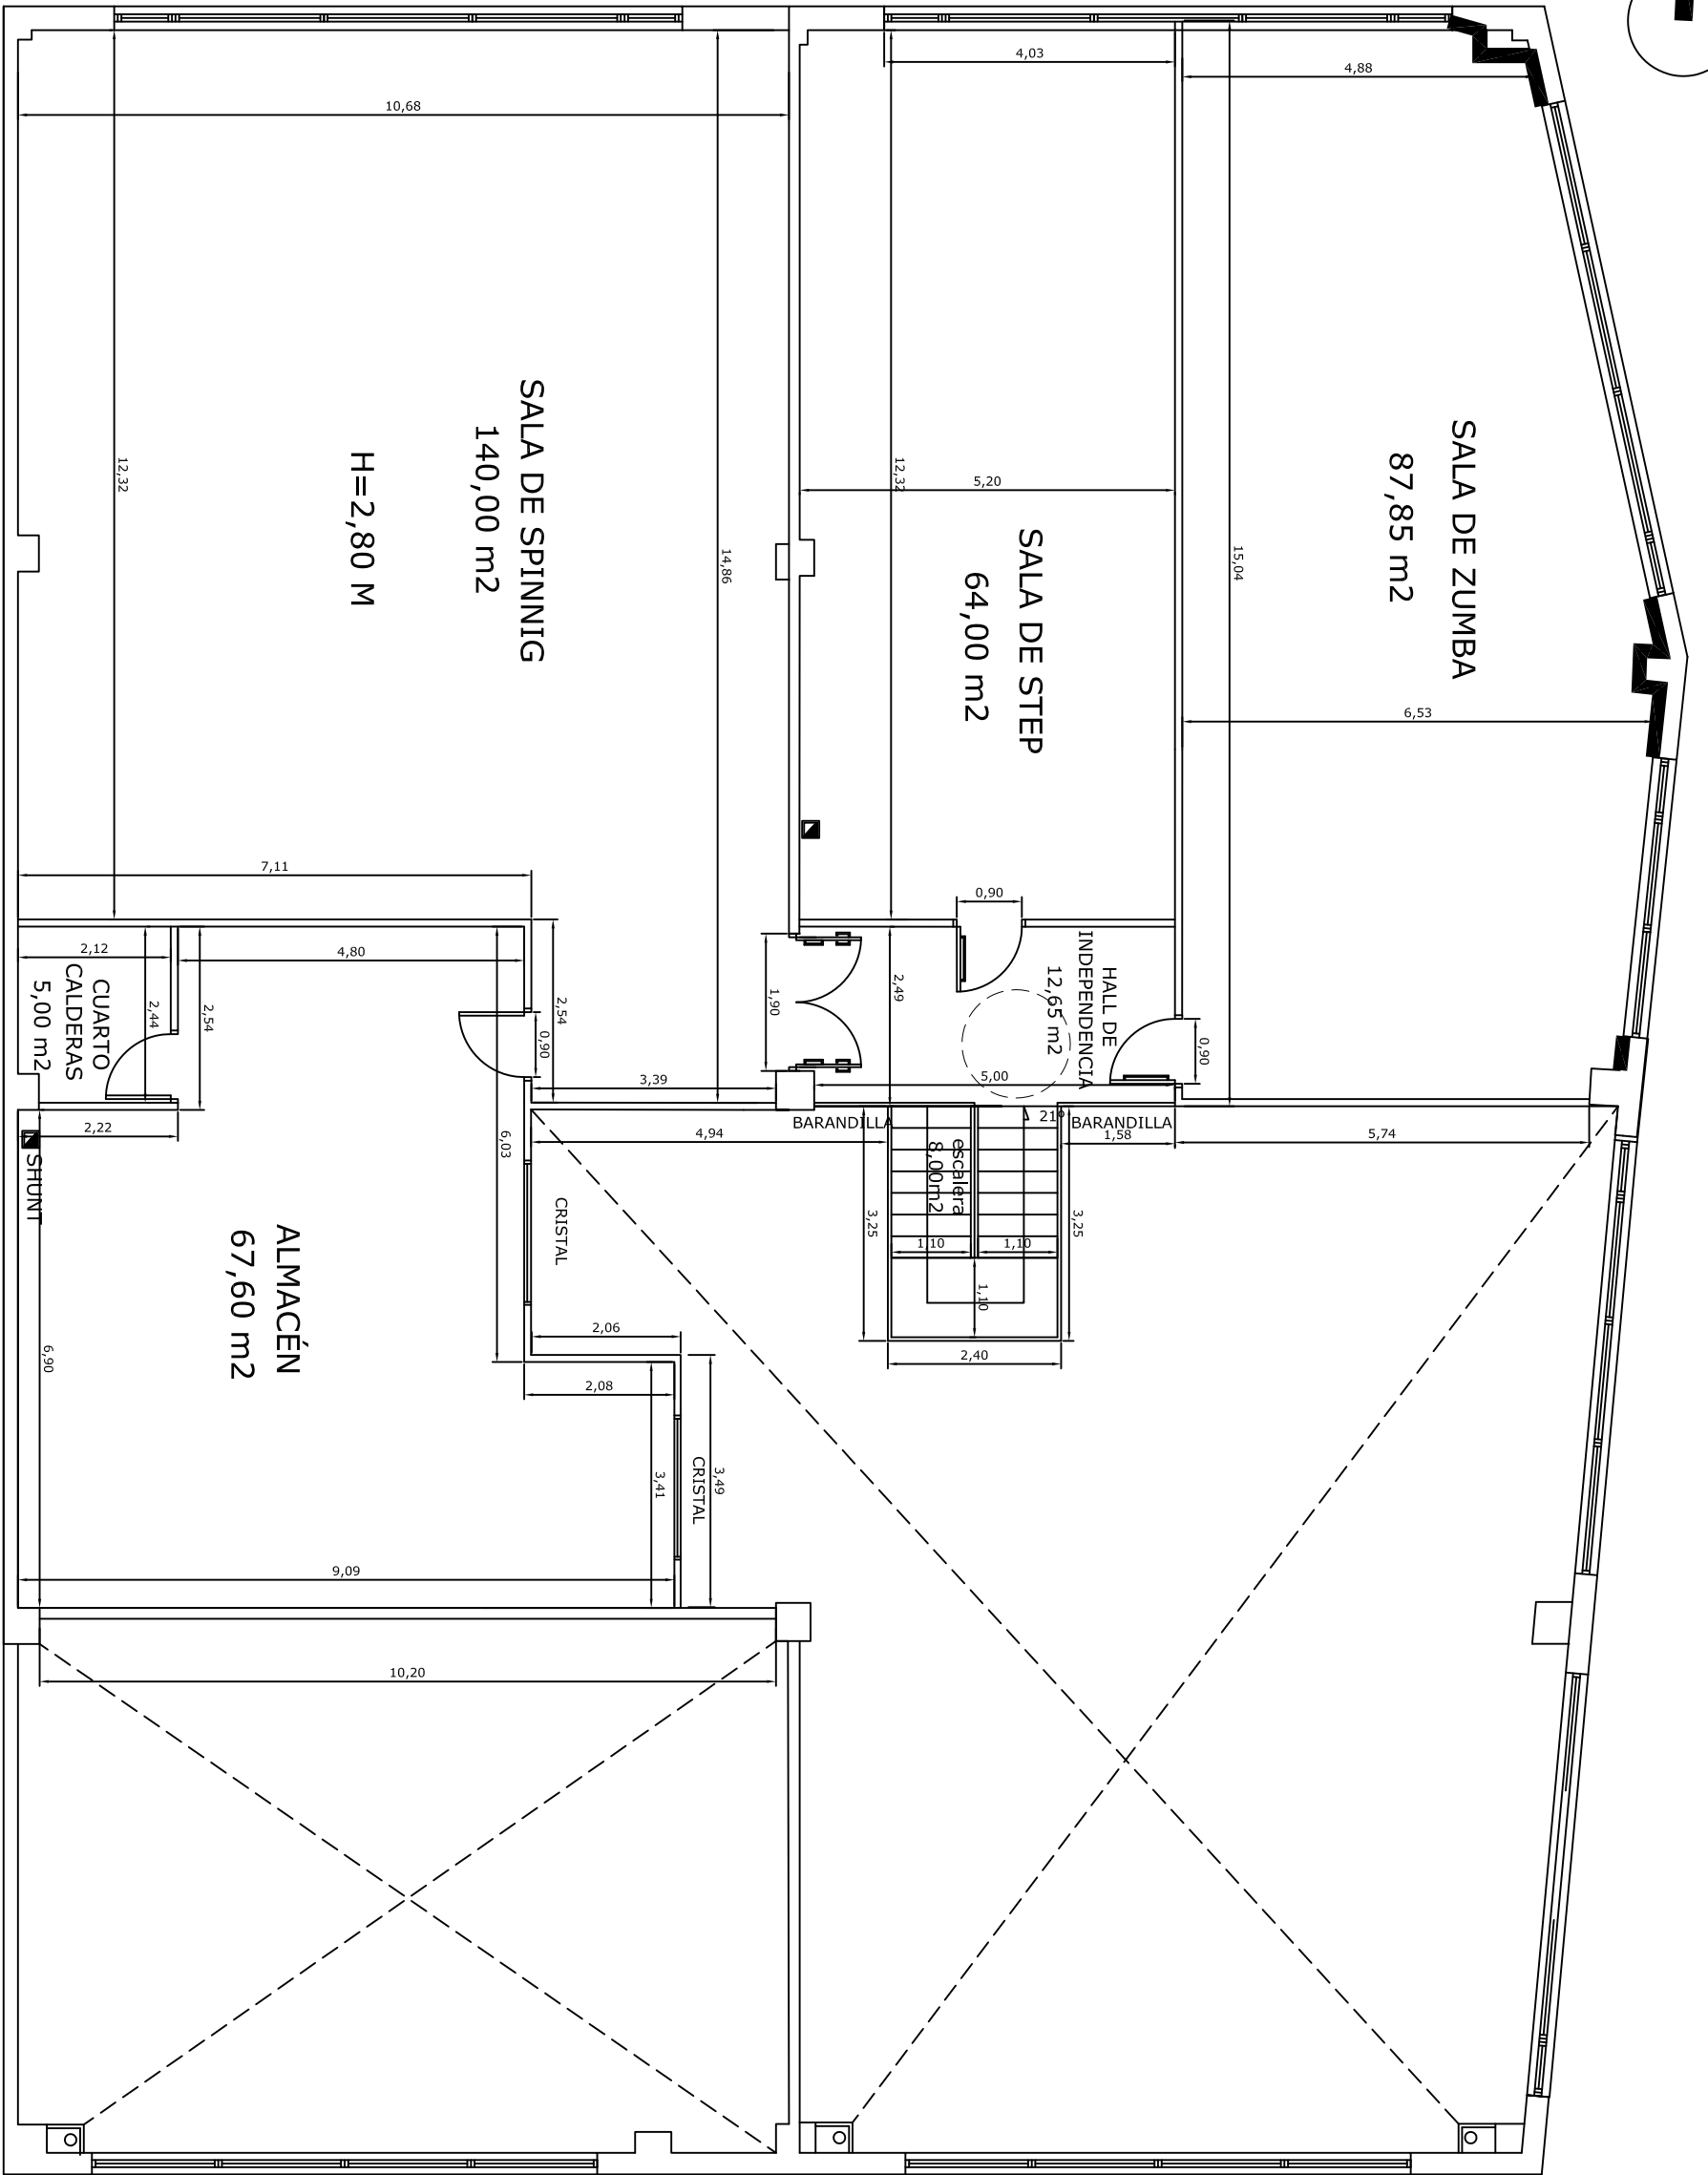 4,03
4,88
10,68
SALA DE SPINNIG
140,00 m2
H=2,80 M
12,32
14,86
12,32
5,20
SALA DE STEP
64,00 m2
15,04
SALA DE ZUMBA
87,85 m2
6,53
7,11
0,90
2,12
4,80
CUARTO
CALDERAS
5,00 m2
2,44
2,54
2,54
0,90
1,90
2,49
HALL DE
INDEPENDENCIA
12,65 m2
0,90
3,39
5,00
2,22
SHUNT
6,03
4,94
BARANDILLA
21º
BARANDILLA
1,58
5,74
escalera
8,00m2
3,25
3,25
1,10
1,10
1,10
2,40
CRISTAL
ALMACÉN
67,60 m2
6,90
2,06
2,08
3,41
3,49
CRISTAL
9,09
10,20